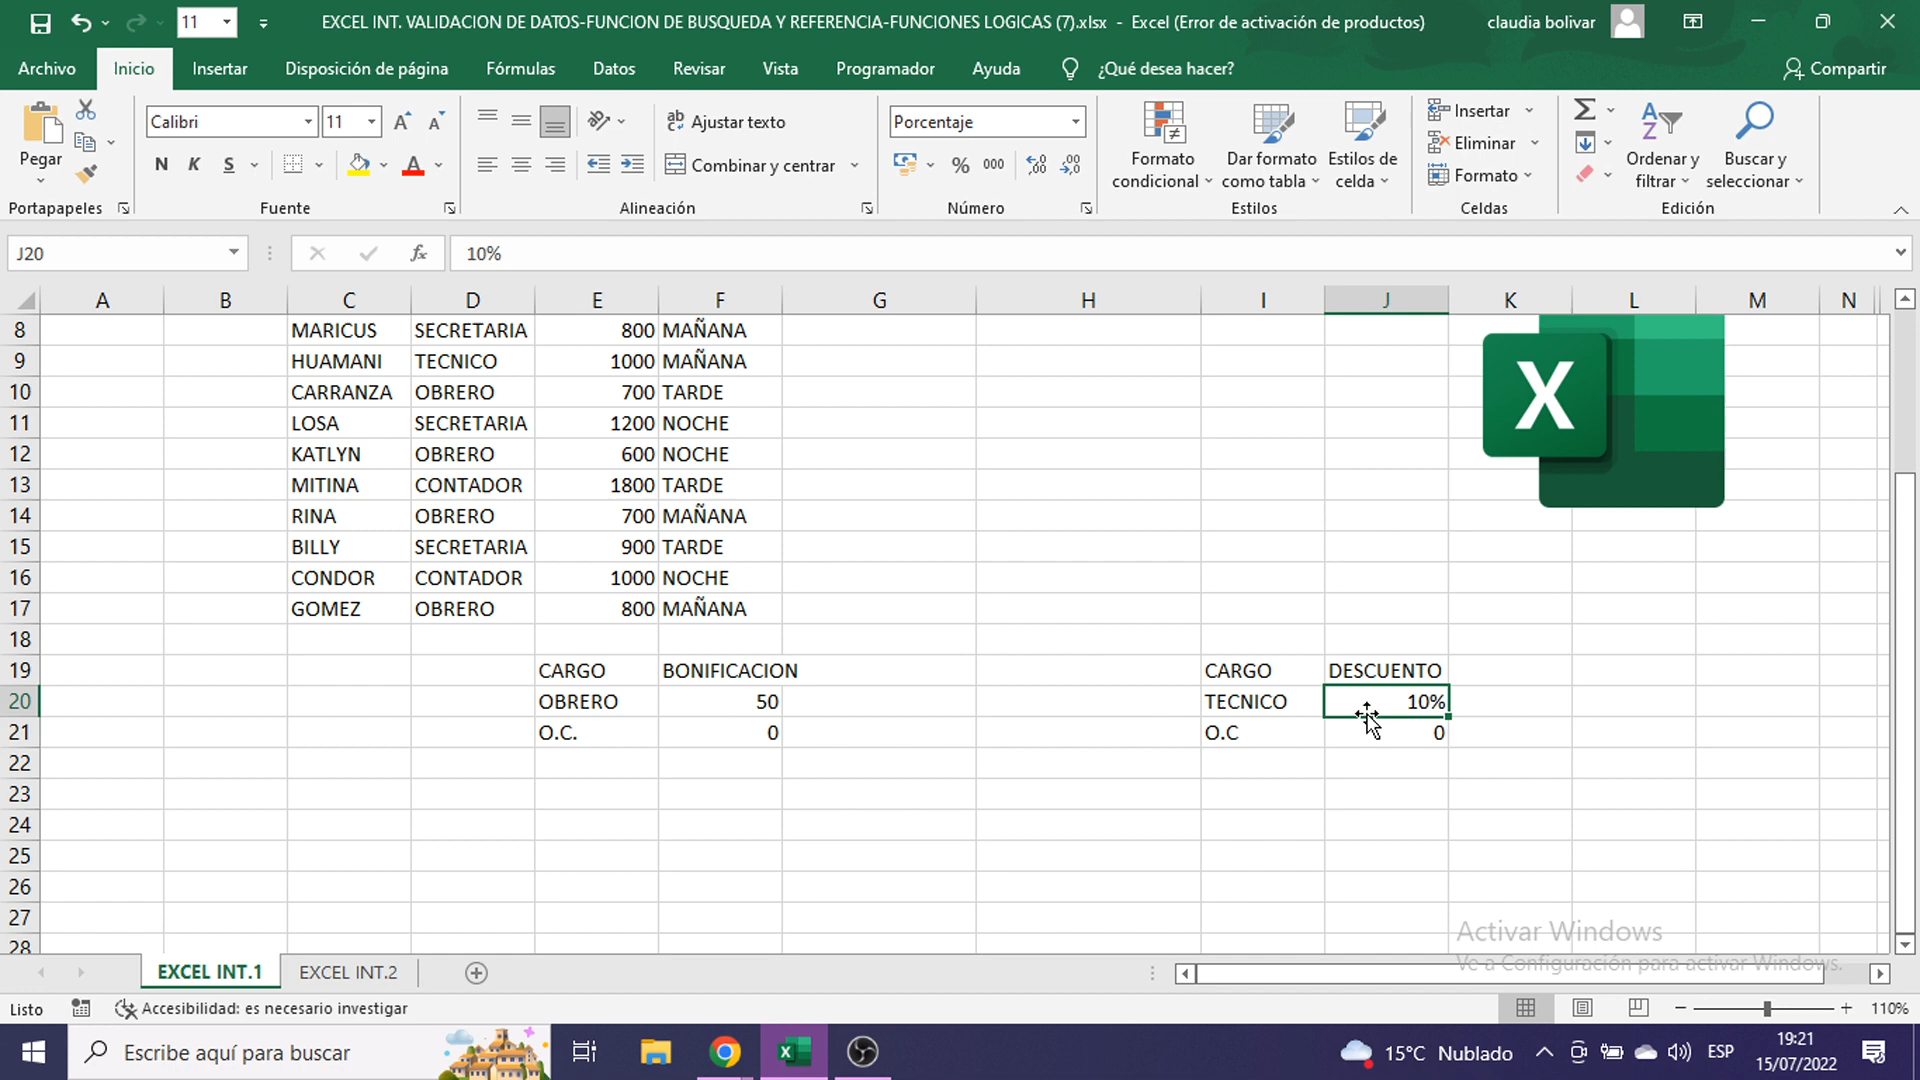 11 EXCEL INT. VALIDACION DE DATOS-FUNCION DE BUSQUEDA Y REFERENCIA-FUNCIONES LOGICAS (7).xlsx - Excel (Error de activación de productos) claudia bolivar
Archivo Inicio Insertar Disposición de página Fórmulas Datos Revisar Vista Programador Ayuda ¿Qué desea hacer? Compartir
Pegar Calibri 11 Ajustar texto Porcentaje Formato condicional Dar formato como tabla Estilos de celda Insertar Ordenar y filtrar Buscar y seleccionar
N K S Combinar y centrar % 000 Eliminar
Formato
Portapapeles Fuente Alineación Número Estilos Celdas Edición
J20 fx 10%
A B C D E F G H I J K L M N
8 MARICUS SECRETARIA 800 MAÑANA
9 HUAMANI TECNICO 1000 MAÑANA
10 CARRANZA OBRERO 700 TARDE
11 LOSA SECRETARIA 1200 NOCHE
12 KATLYN OBRERO 600 NOCHE
13 MITINA CONTADOR 1800 TARDE
14 RINA OBRERO 700 MAÑANA
15 BILLY SECRETARIA 900 TARDE
16 CONDOR CONTADOR 1000 NOCHE
17 GOMEZ OBRERO 800 MAÑANA
18
19 CARGO BONIFICACION CARGO DESCUENTO
20 OBRERO 50 TECNICO 10%
21 O.C. 0 O.C 0
22
23
24
25
26
27
28
X
Activar Windows
Ve a Configuración para activar Windows.
EXCEL INT.1 EXCEL INT.2
Listo Accesibilidad: es necesario investigar 110%
Escribe aquí para buscar 15°C Nublado ESP 19:21
15/07/2022